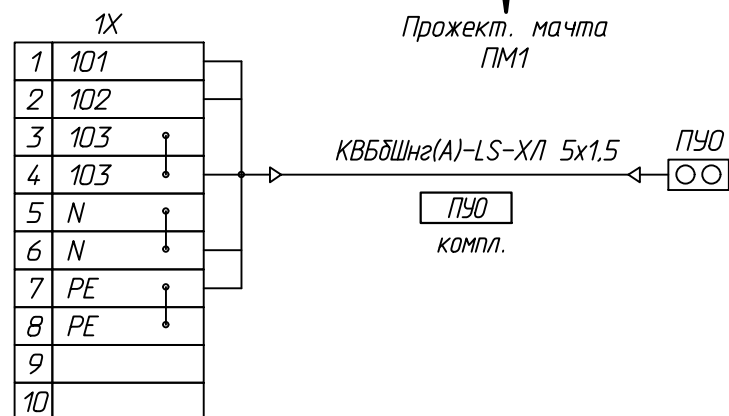 1X
Прожект. мачта
ПМ1
1 101
2 102
3 103
4 103
5 N
6 N
7 PE
8 PE
9
10
КВБбШнг(А)-LS-ХЛ 5х1,5
ПУО
ПУО
компл.